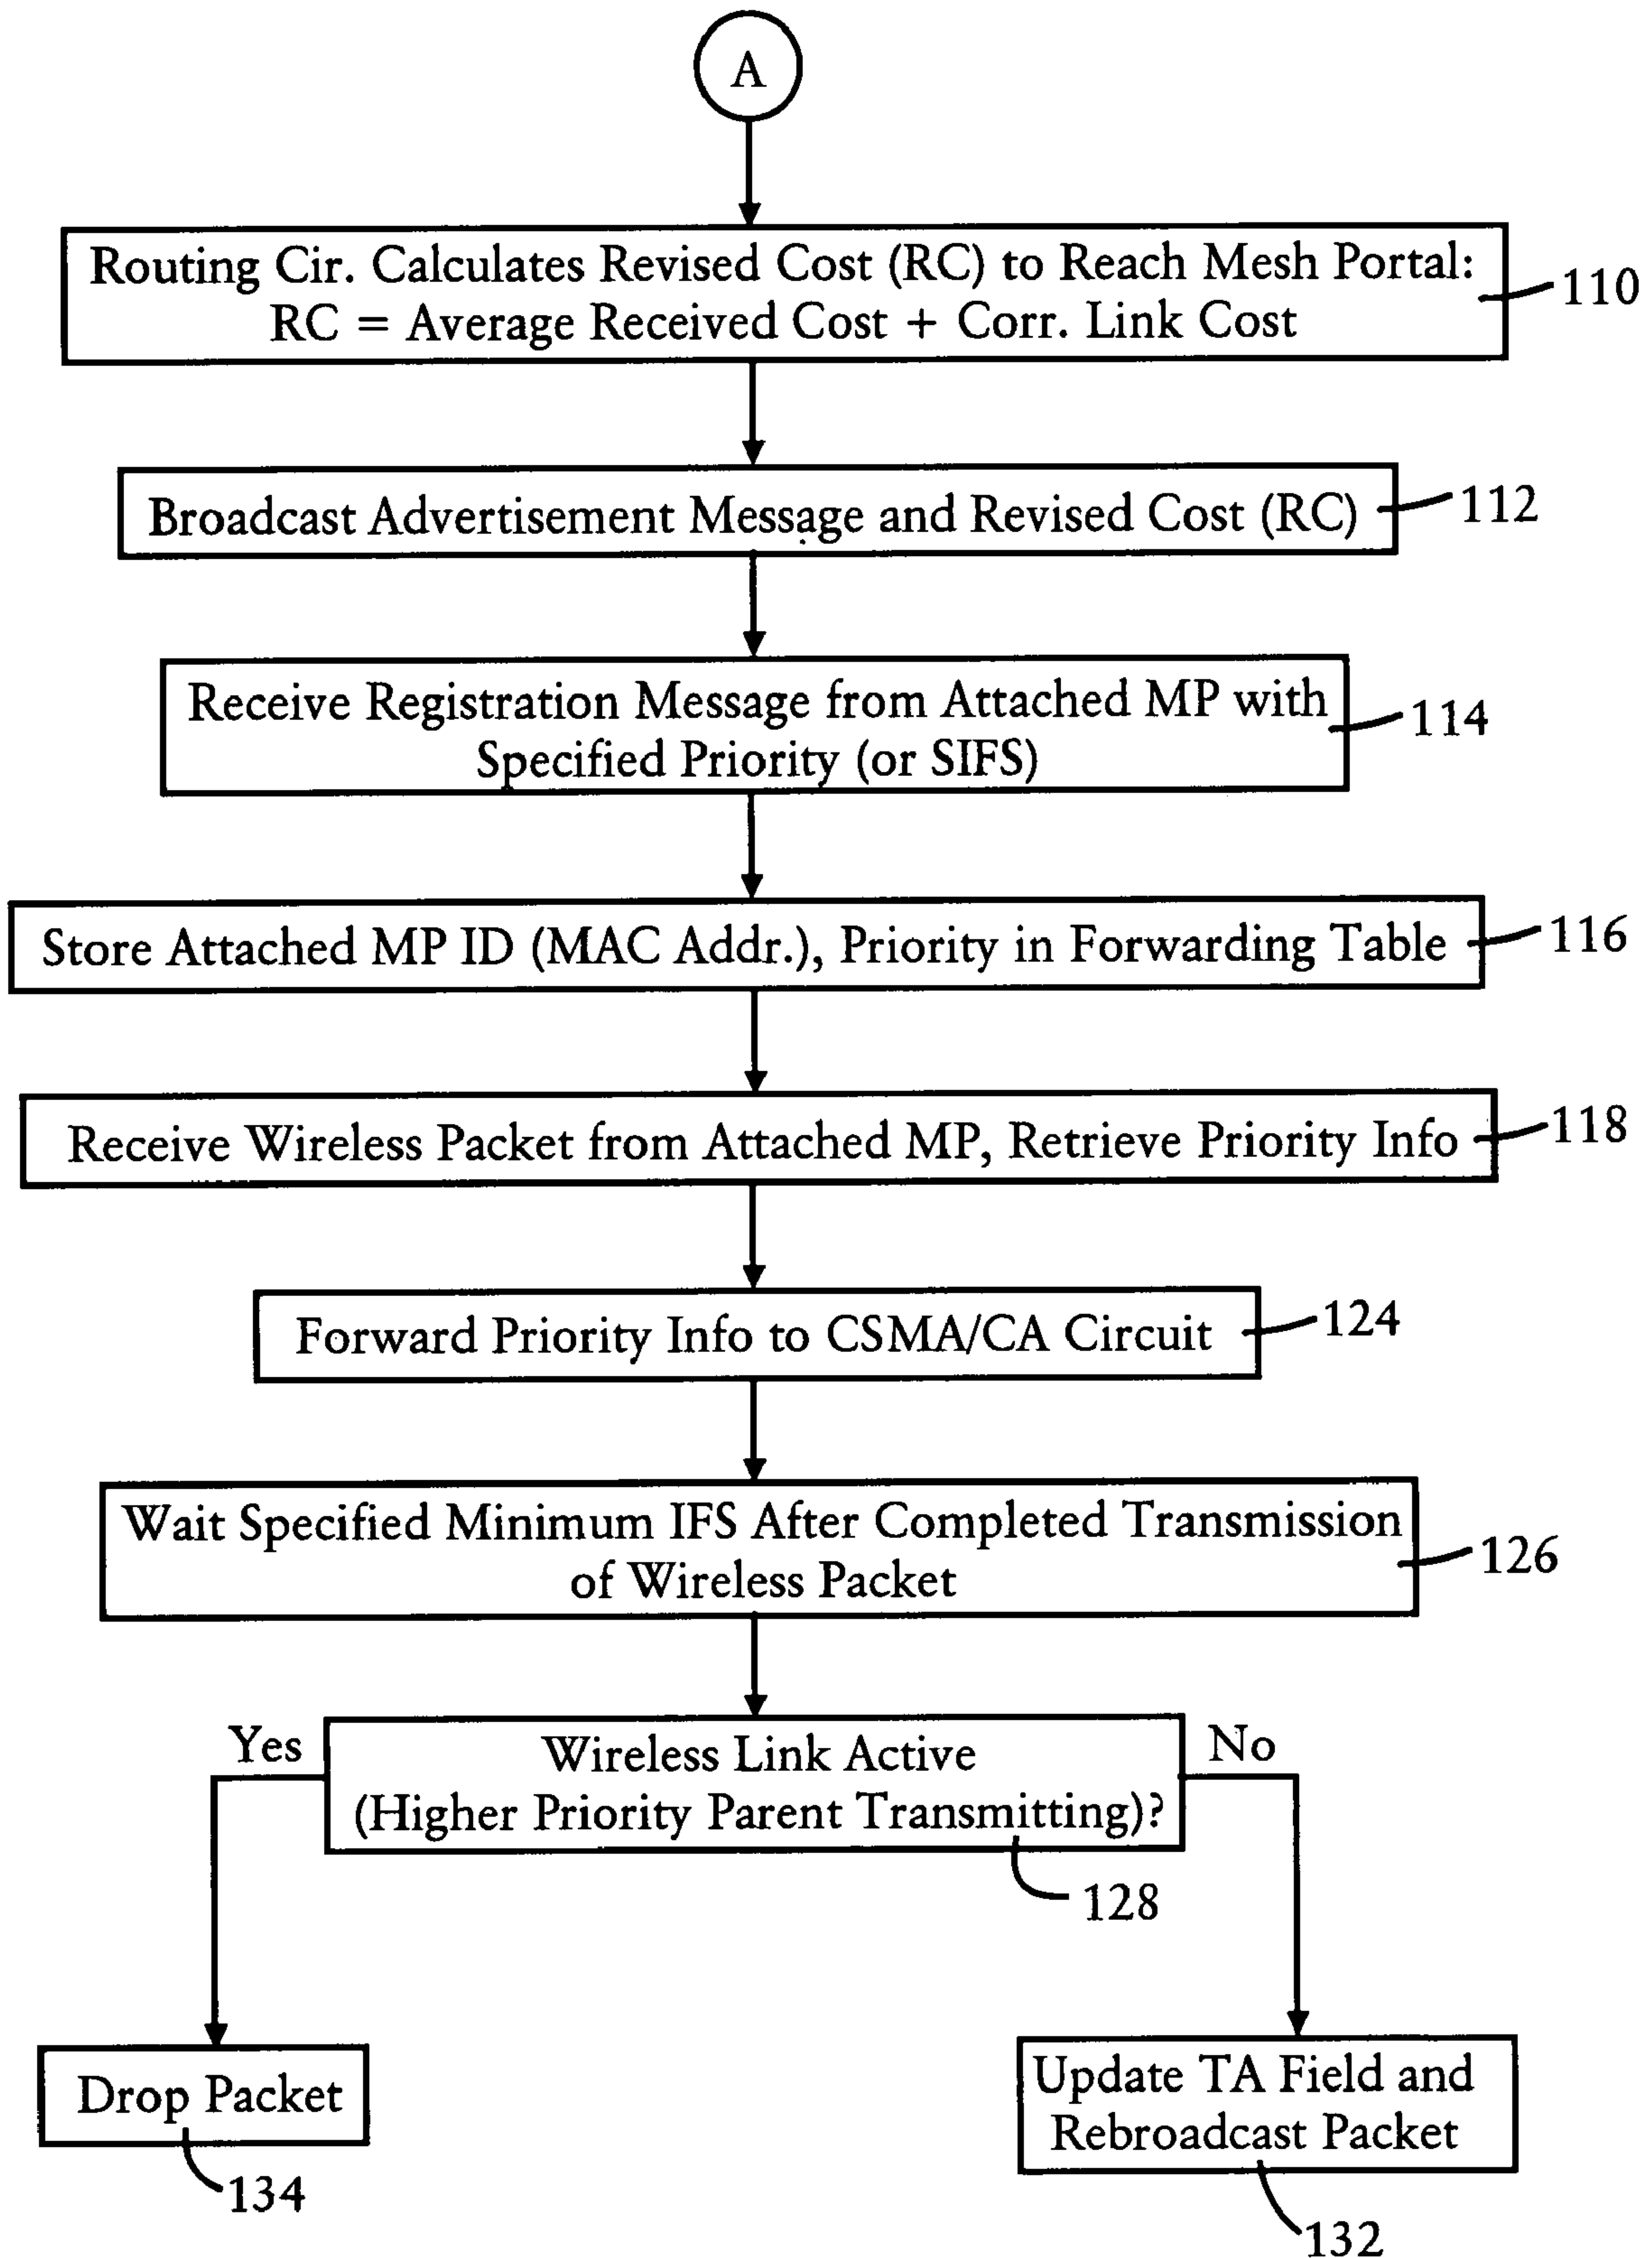 A
Routing Cir. Calculates Revised Cost (RC) to Reach Mesh Portal:
RC = Average Received Cost + Corr. Link Cost
110
Broadcast Advertisement Message and Revised Cost (RC)
112
Receive Registration Message from Attached MP with
Specified Priority (or SIFS)
114
Store Attached MP ID (MAC Addr.), Priority in Forwarding Table
116
Receive Wireless Packet from Attached MP, Retrieve Priority Info
118
Forward Priority Info to CSMA/CA Circuit
124
Wait Specified Minimum IFS After Completed Transmission
of Wireless Packet
126
Yes
Wireless Link Active
(Higher Priority Parent Transmitting)?
No
128
Drop Packet
134
Update TA Field and
Rebroadcast Packet
132